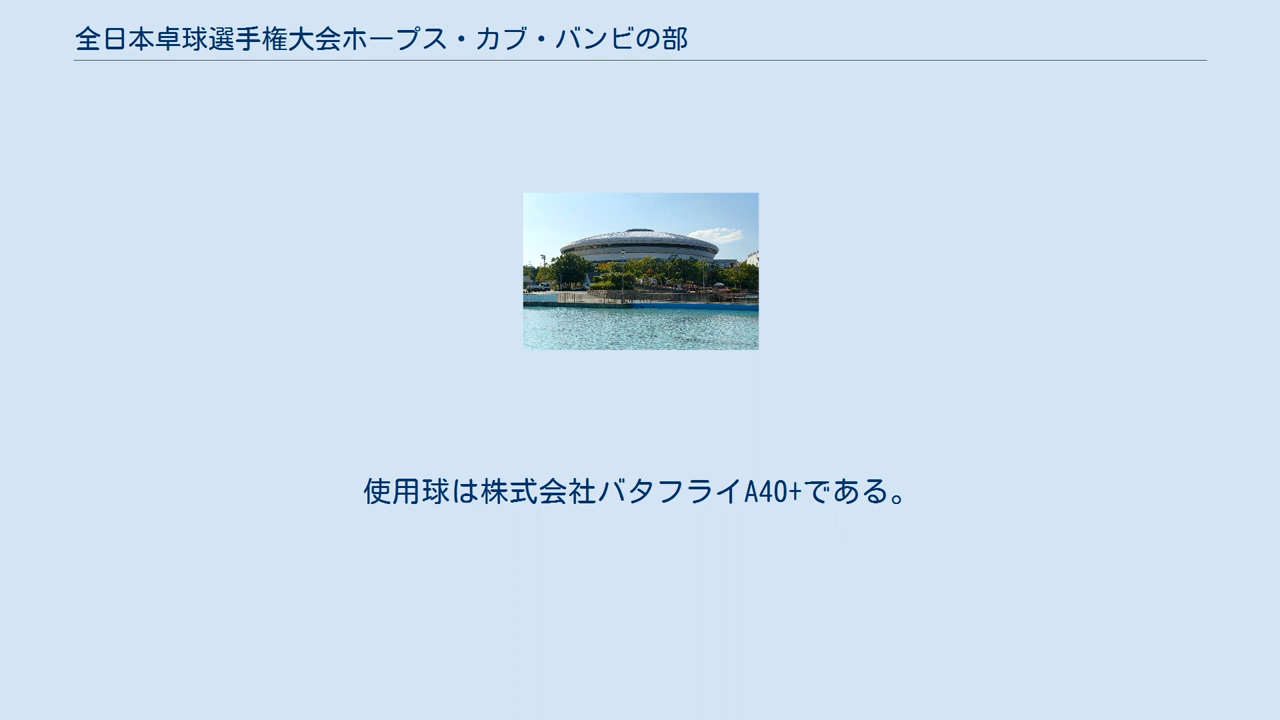 全日本卓球選手権大会ホープス・カブ・バンビの部
使用球は株式会社バタフライA40+である。